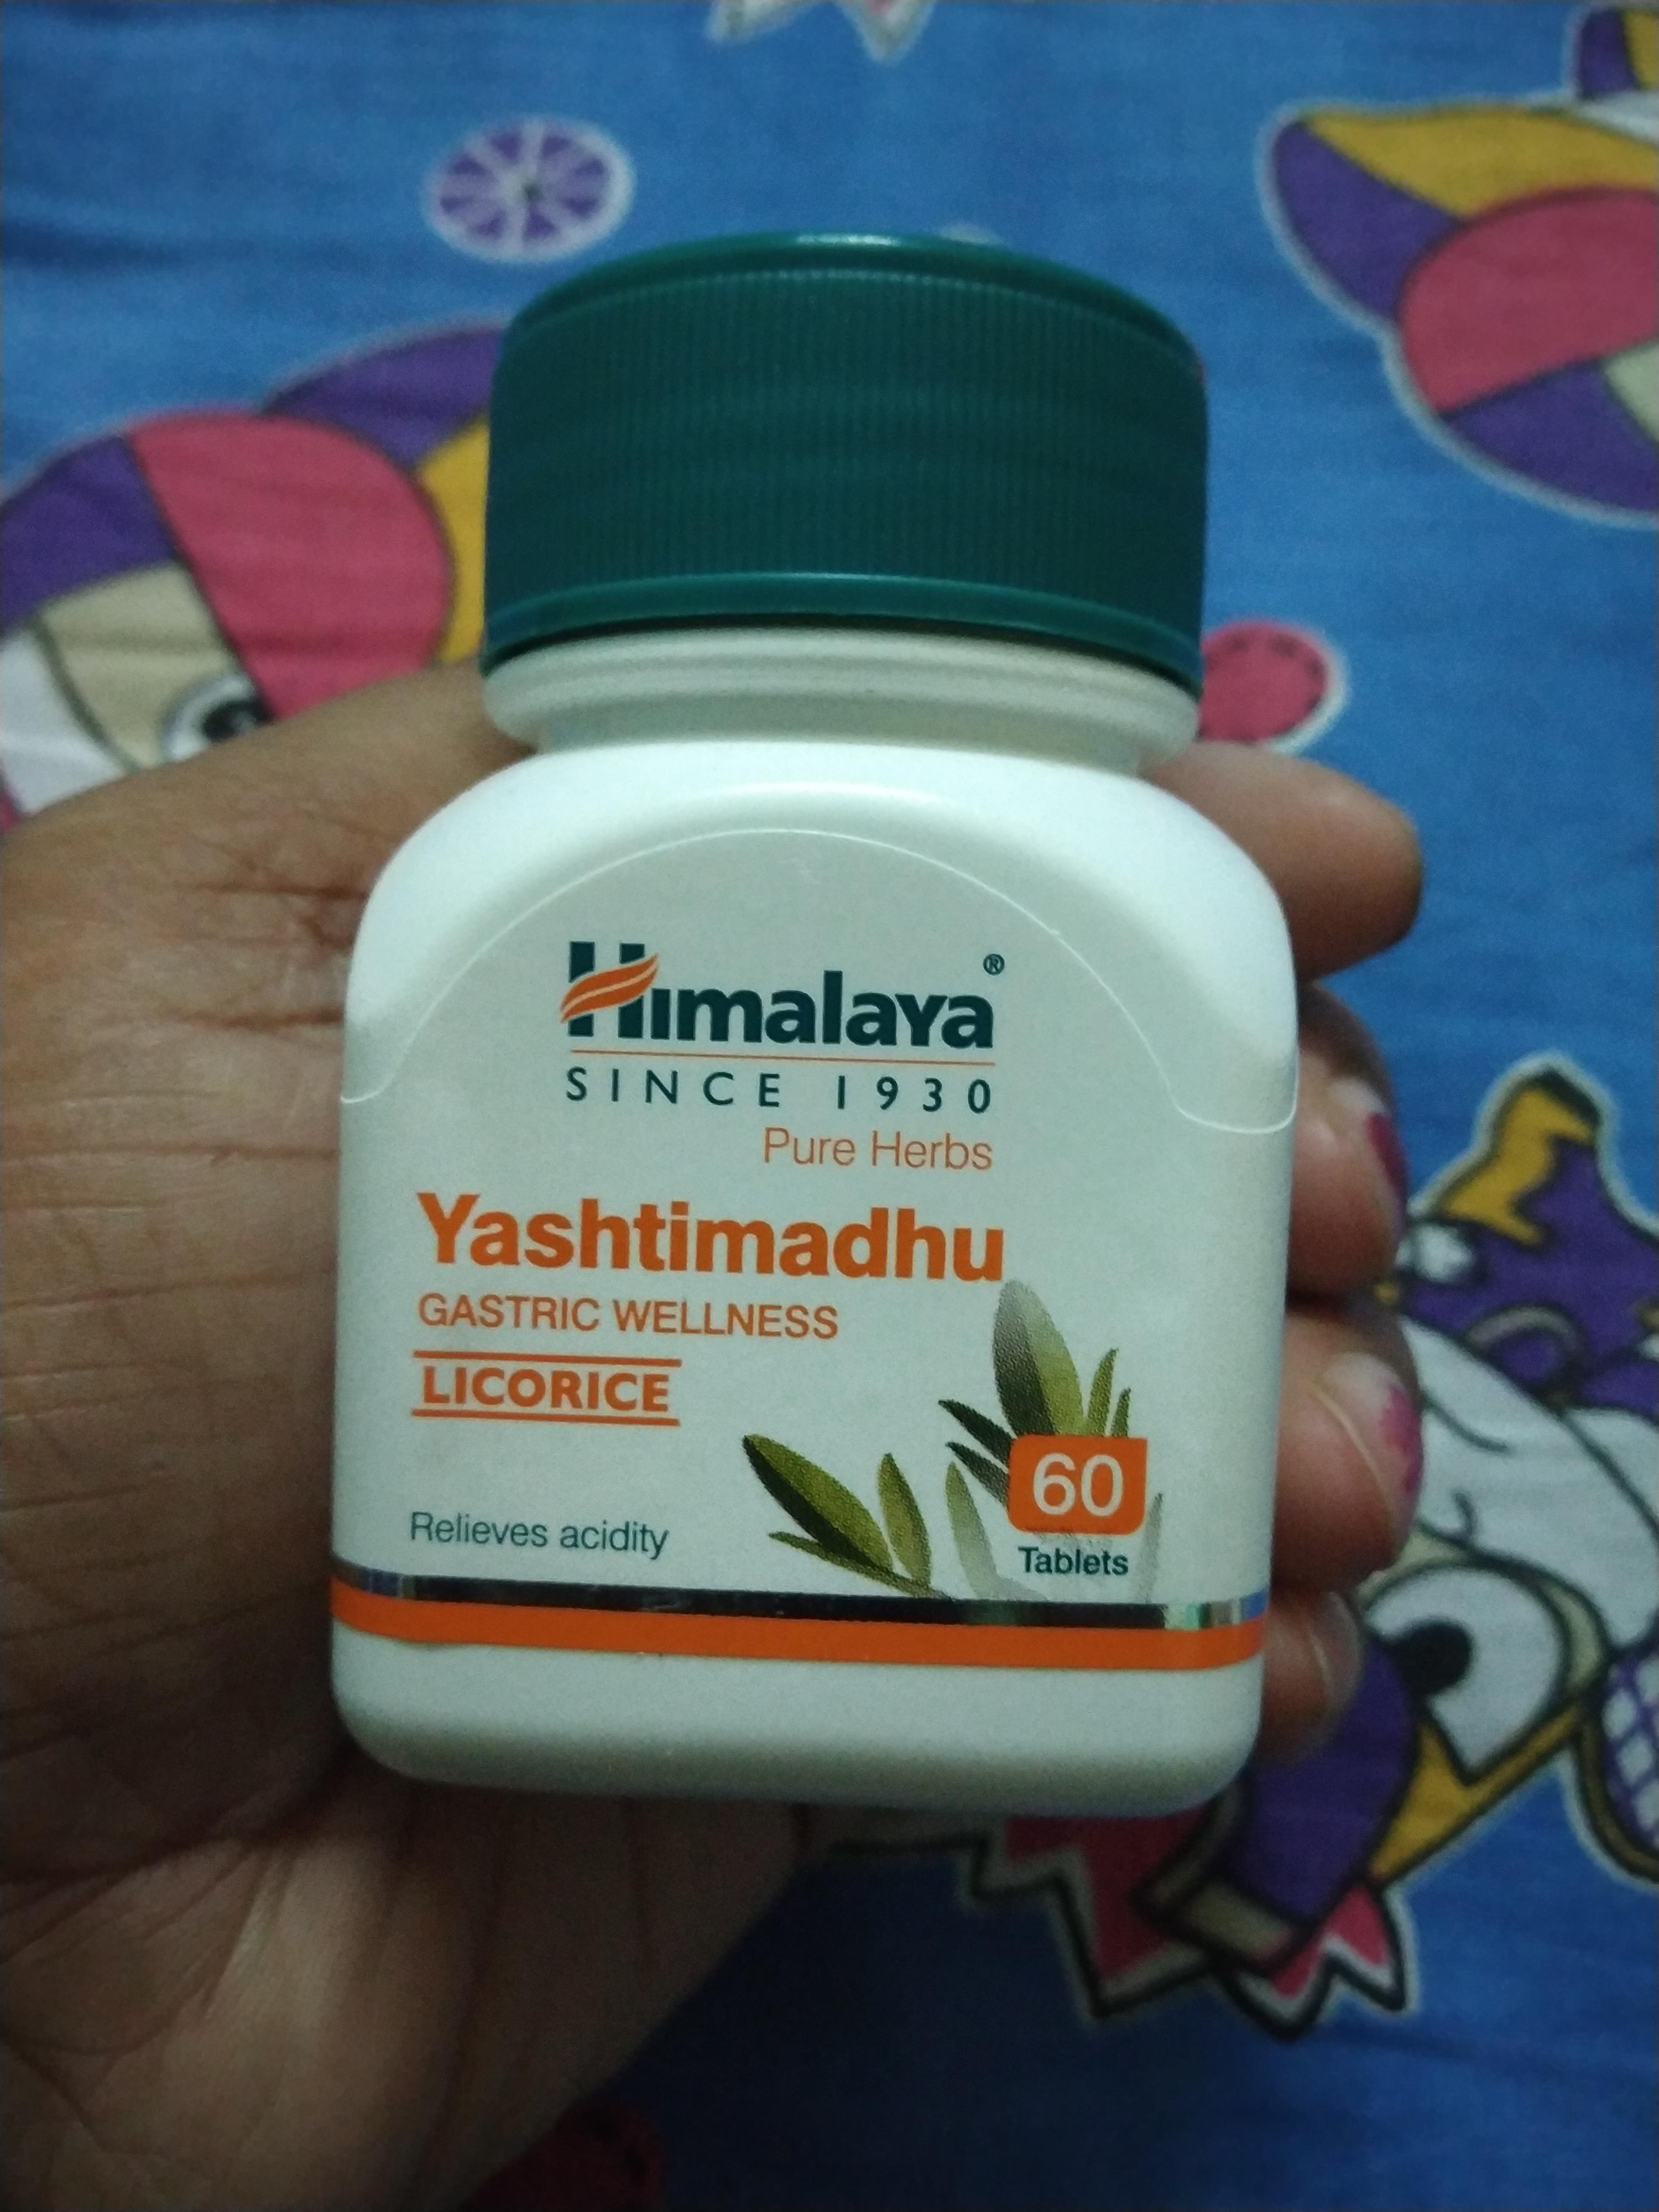 Himalaya®
SINCE 1930
Pure Herbs
Yashtimadhu
GASTRIC WELLNESS
LICORICE
60
Relieves acidity
Tablets